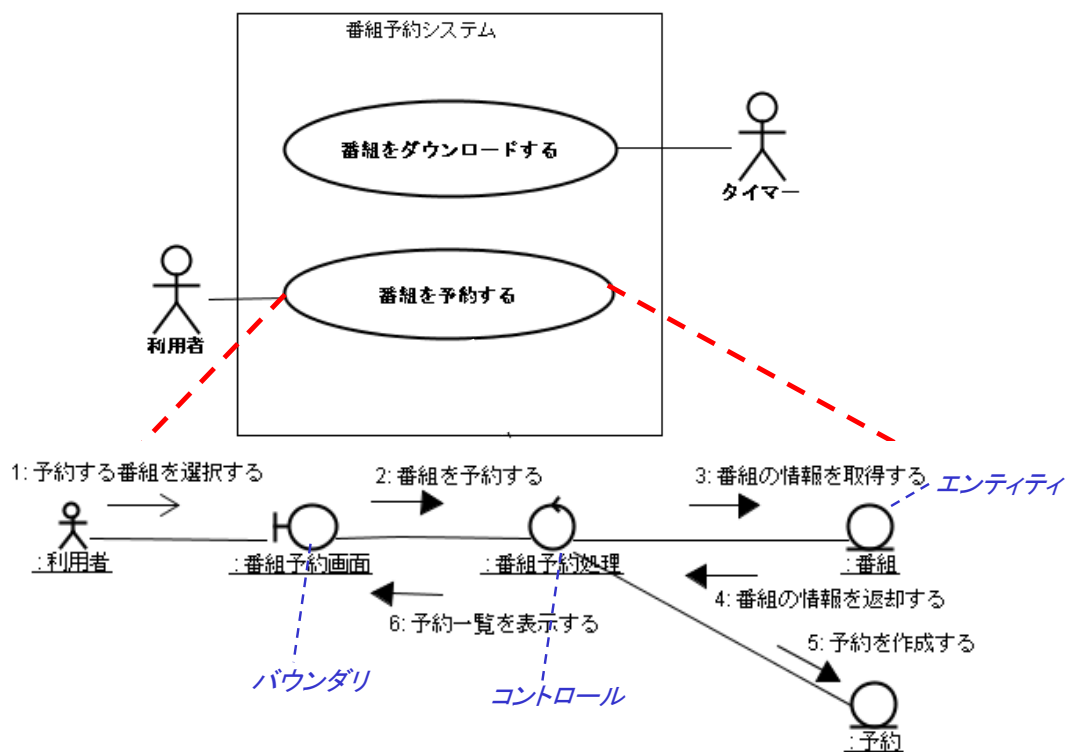 番組予約システム
番組をダウンロードする
タイマー
番組を予約する
利用者
1: 予約する番組を選択する
2: 番組を予約する
3: 番組の情報を取得する
エンティティ
: 利用者
: 番組予約画面
: 番組予約処理
: 番組
4: 番組の情報を返却する
6: 予約一覧を表示する
5: 予約を作成する
バウンダリ
コントロール
: 予約